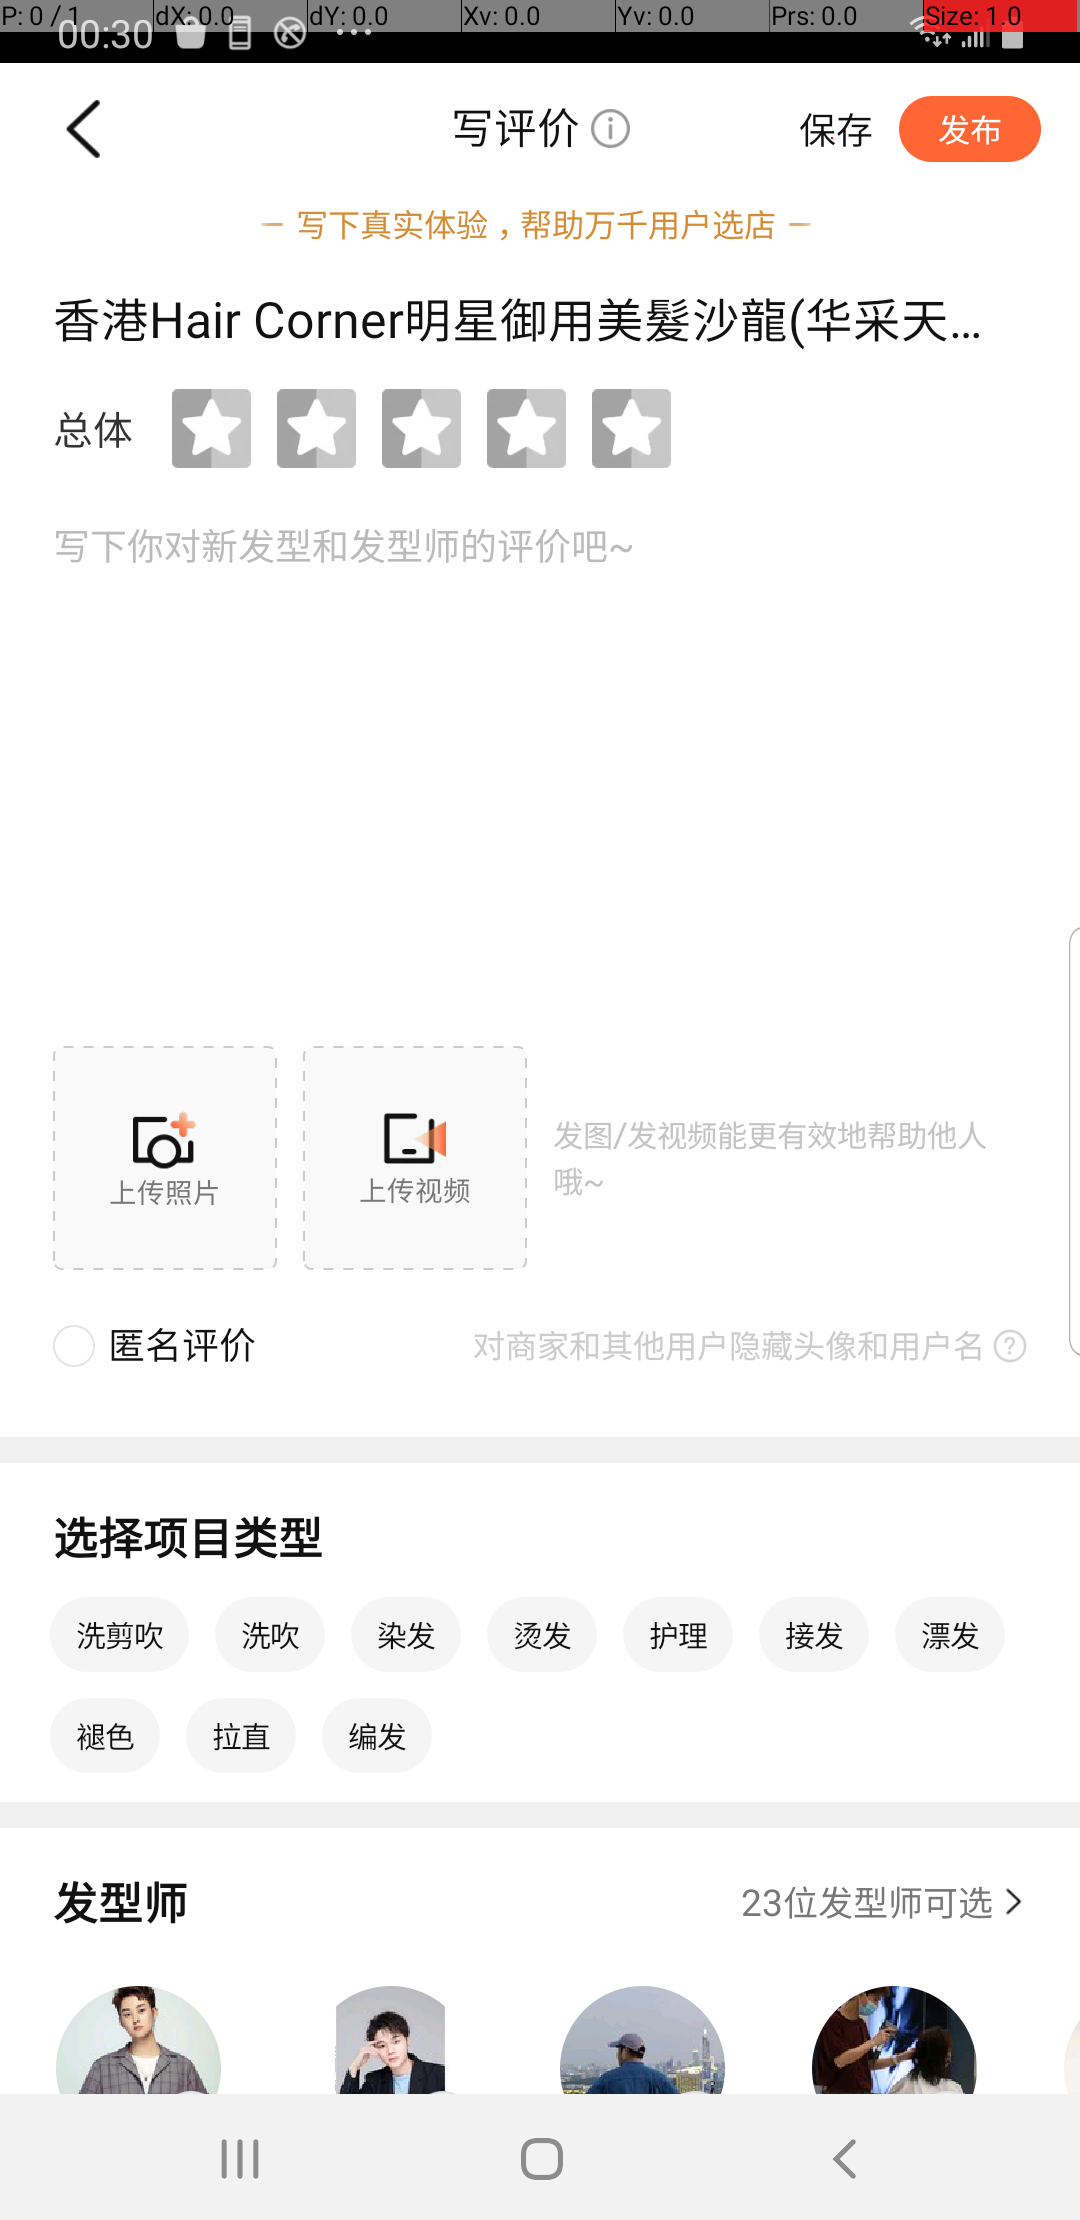 P: 0 / 1 dX: 0.0 dY: 0.0 Xv: 0.0 Yv: 0.0 Prs: 0.0 Size: 1.0
00:30
写评价 保存 发布
写下真实体验，帮助万千用户选店
香港Hair Corner明星御用美髮沙龍(华采天...
总体
写下你对新发型和发型师的评价吧~
发图/发视频能更有效地帮助他人
哦~
上传照片 上传视频
匿名评价 对商家和其他用户隐藏头像和用户名
选择项目类型
洗剪吹 洗吹 染发 烫发 护理 接发 漂发
褪色 拉直 编发
发型师 23位发型师可选